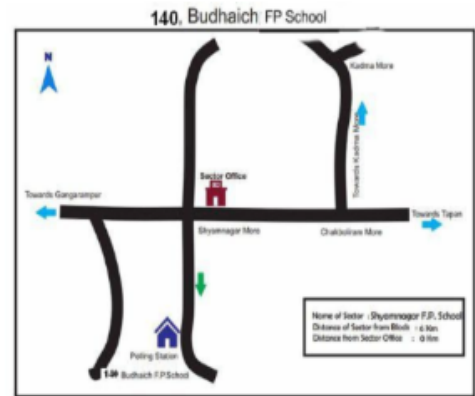 140. Budhaich FP School
N
Kadma More
Towards Kadma More
Sector Office
Towards Gangarampur
Towards Tapan
Shyamnagar More
Chakboliram More
Name of Sector : Shyamnagar F.P. School
Distance of Sector from Block : 6 Km
Distance from Sector Office : 0 Km
Polling Station
Budhaich F.P.School